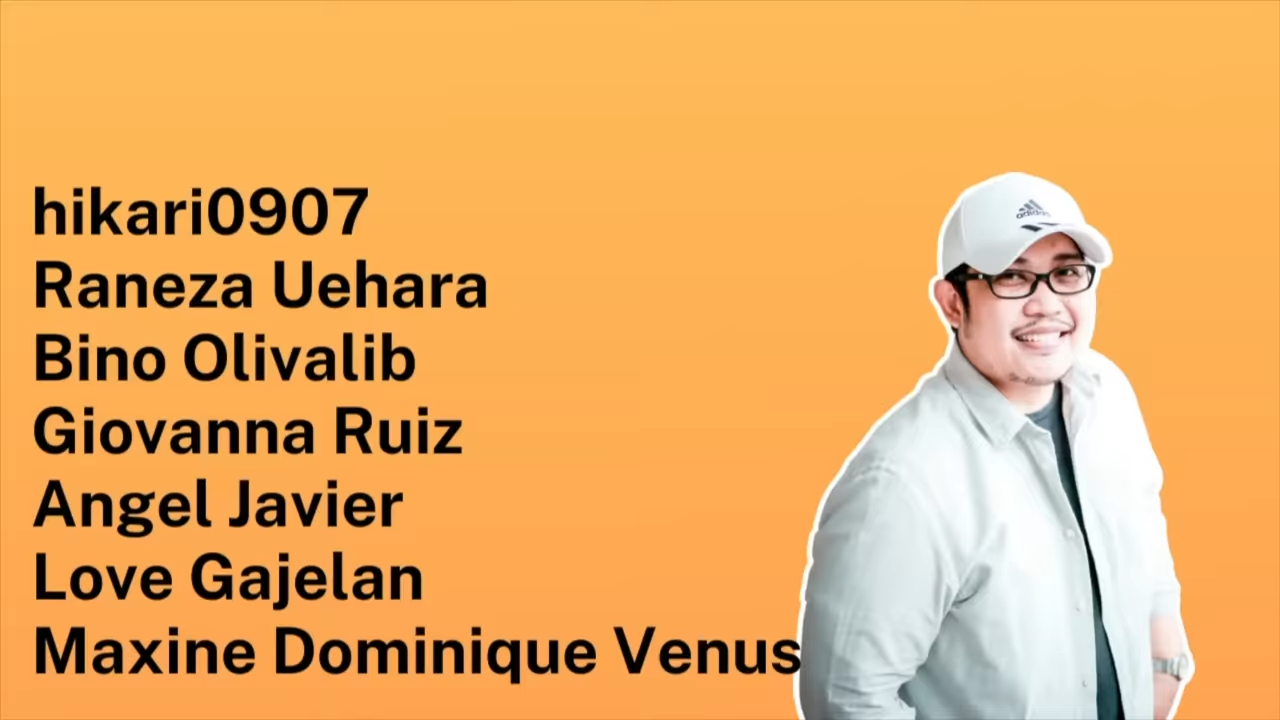 hikari0907
Raneza Uehara
Bino Olivalib
Giovanna Ruiz
Angel Javier
Love Gajelan
Maxine Dominique Venus
adidas